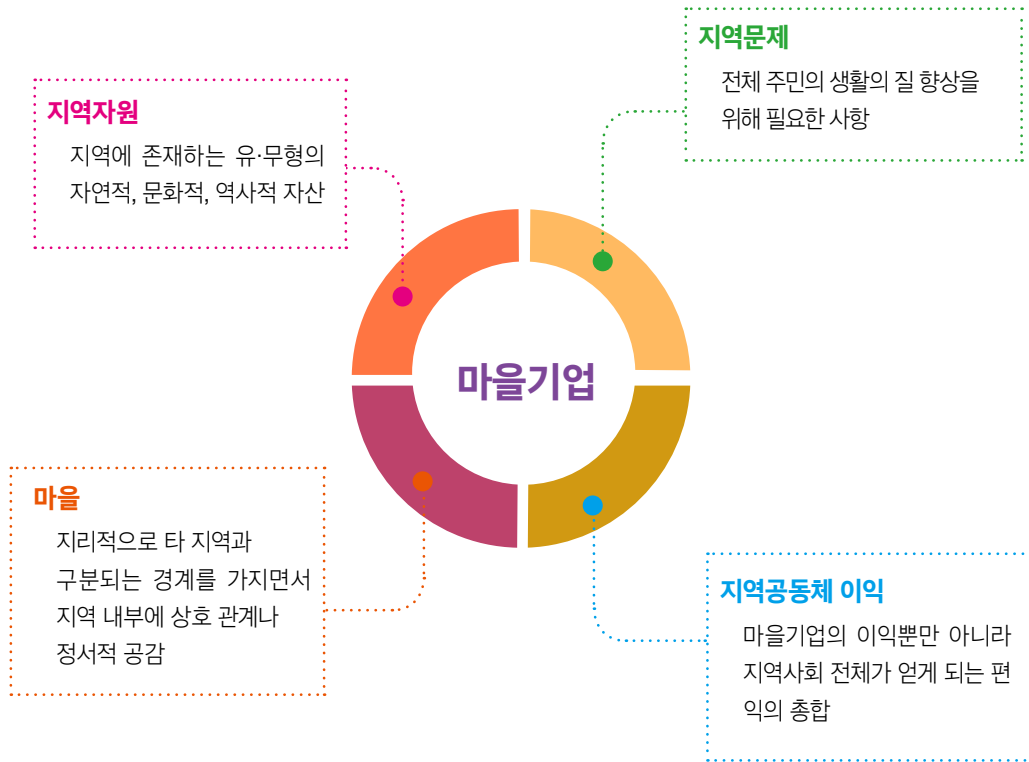 지역문제
전체 주민의 생활의 질 향상을
위해 필요한 사항
지역자원
지역에 존재하는 유·무형의
자연적, 문화적, 역사적 자산
마을기업
마을
지리적으로 타 지역과
구분되는 경계를 가지면서
지역 내부에 상호 관계나
정서적 공감
지역공동체 이익
마을기업의 이익뿐만 아니라
지역사회 전체가 얻게 되는 편
익의 총합